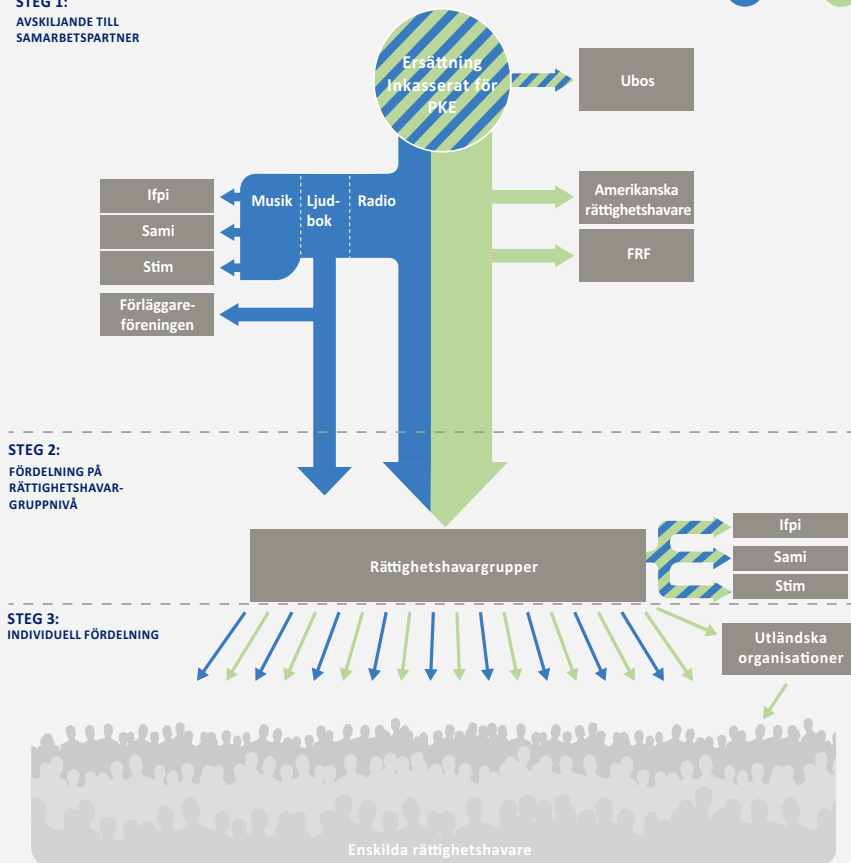 STEG 1:
AVSKILJANDE TILL
SAMARBETSPARTNER
Ersättning
Inkasserat för
PKE
Ubos
Ifpi
Sami
Stim
Förläggare-
föreningen
Musik
Ljud-
bok
Radio
Amerikanska
rättighetshavare
FRF
STEG 2:
FÖRDELNING PÅ
RÄTTIGHETSHAVAR-
GRUPPNIVÅ
Rättighetshavargrupper
Ifpi
Sami
Stim
STEG 3:
INDIVIDUELL FÖRDELNING
Utländska
organisationer
Enskilda rättighetshavare